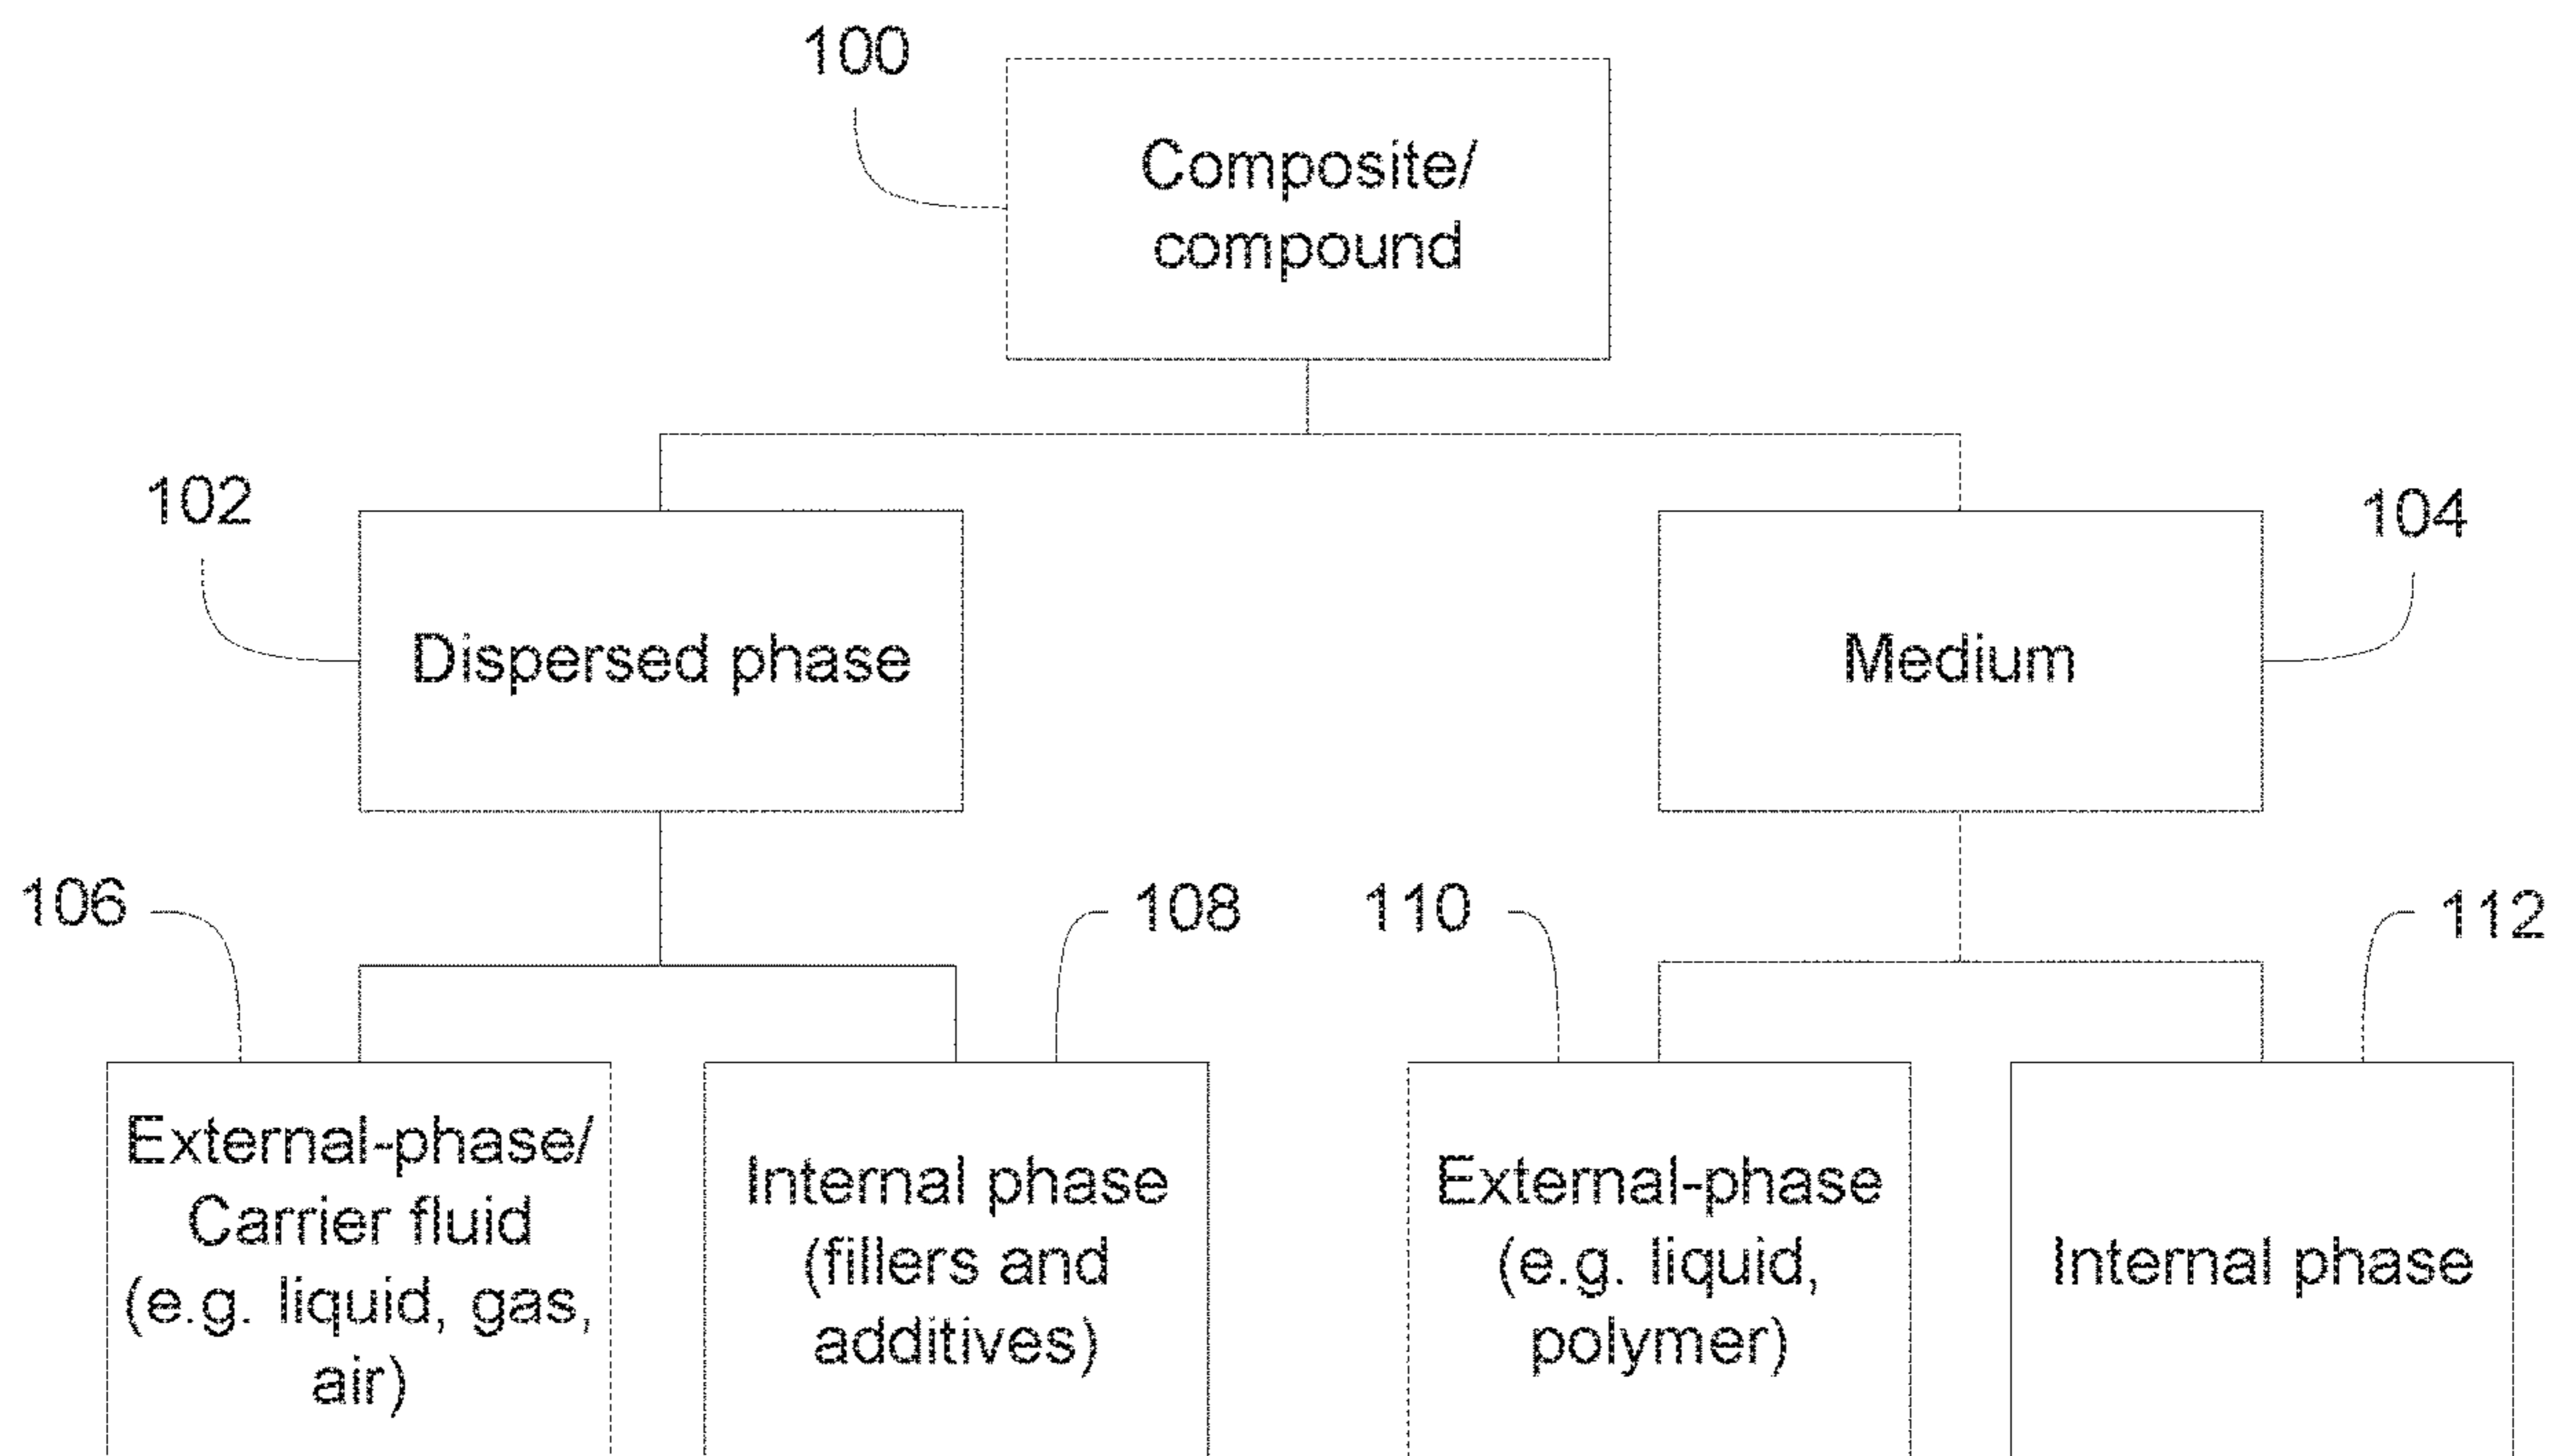 100
Composite/
compound
102
Dispersed phase
104
Medium
106
External-phase/
Carrier fluid
(e.g. liquid, gas,
air)
108
Internal phase
(fillers and
additives)
110
External-phase
(e.g. liquid,
polymer)
112
Internal phase